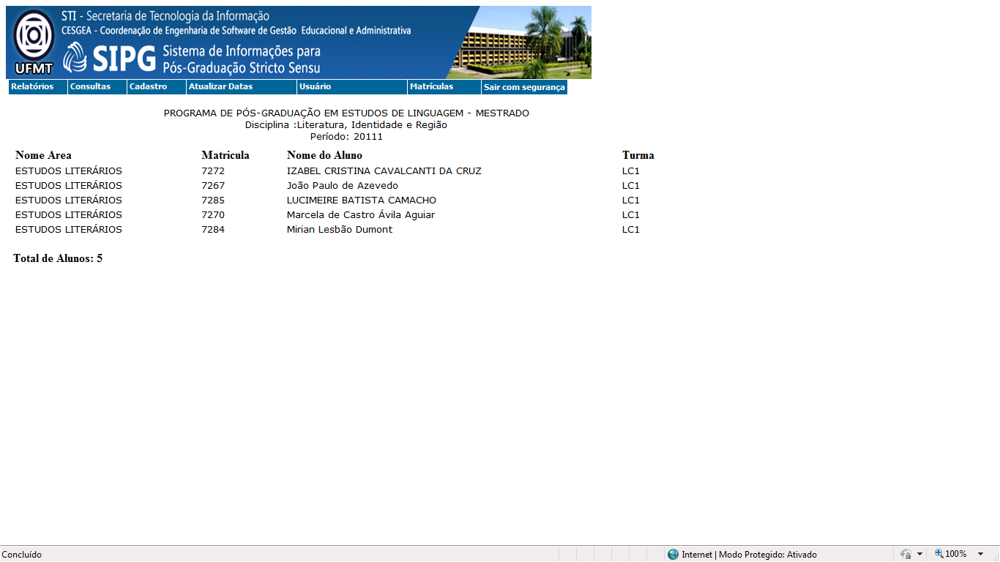 STI - Secretaria de Tecnologia da Informação
CESGEA - Coordenação de Engenharia de Software de Gestão Educacional e Administrativa
UFMT
SIPG
Sistema de Informações para
Pós-Graduação Stricto Sensu
Relatórios Consultas Cadastro Atualizar Datas Usuário Matrículas Sair com segurança
PROGRAMA DE PÓS-GRADUAÇÃO EM ESTUDOS DE LINGUAGEM - MESTRADO
Disciplina :Literatura, Identidade e Região
Período: 20111
Nome Area Matricula Nome do Aluno Turma
ESTUDOS LITERÁRIOS 7272 IZABEL CRISTINA CAVALCANTI DA CRUZ LC1
ESTUDOS LITERÁRIOS 7267 João Paulo de Azevedo LC1
ESTUDOS LITERÁRIOS 7285 LUCIMEIRE BATISTA CAMACHO LC1
ESTUDOS LITERÁRIOS 7270 Marcela de Castro Ávila Aguiar LC1
ESTUDOS LITERÁRIOS 7284 Mirian Lesbão Dumont LC1
Total de Alunos: 5
Concluído Internet | Modo Protegido: Ativado 100%